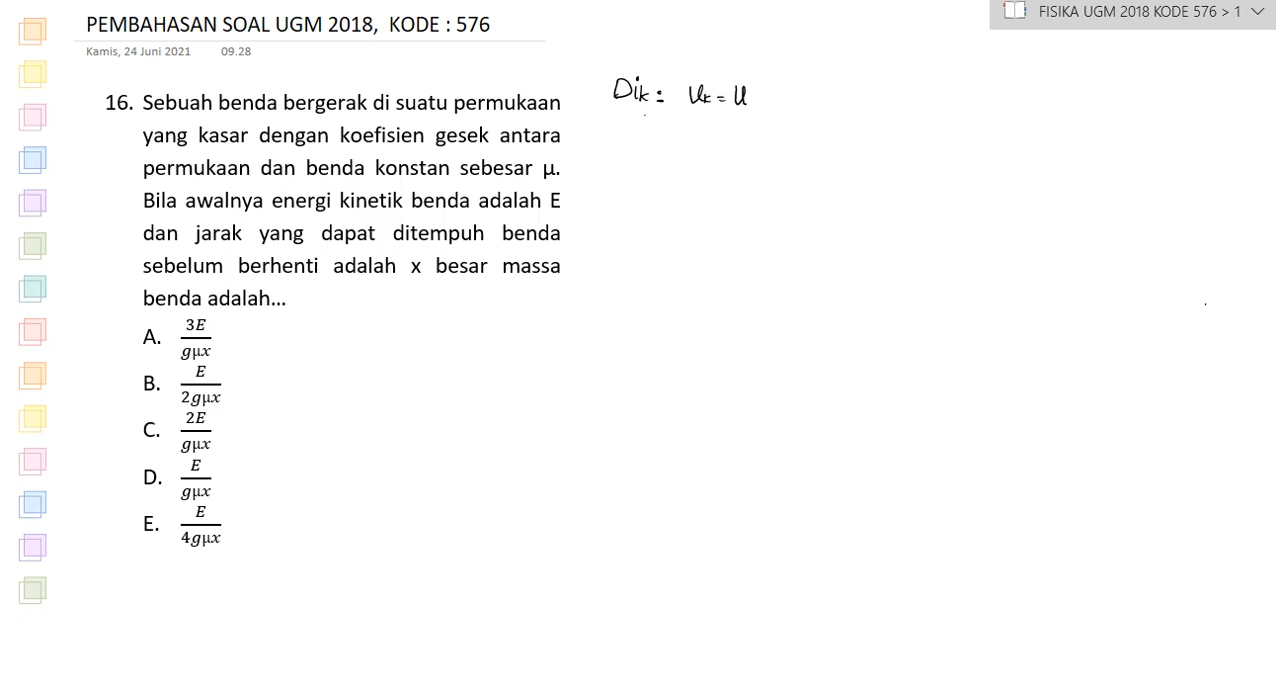 PEMBAHASAN SOAL UGM 2018, KODE : 576
FISIKA UGM 2018 KODE 576 > 1
Kamis, 24 Juni 2021 09.28
16. Sebuah benda bergerak di suatu permukaan
yang kasar dengan koefisien gesek antara
permukaan dan benda konstan sebesar μ.
Bila awalnya energi kinetik benda adalah E
dan jarak yang dapat ditempuh benda
sebelum berhenti adalah x besar massa
benda adalah...
A. 3E/gμx
B. E/2gμx
C. 2E/gμx
D. E/gμx
E. E/4gμx
Dik : μk = μ